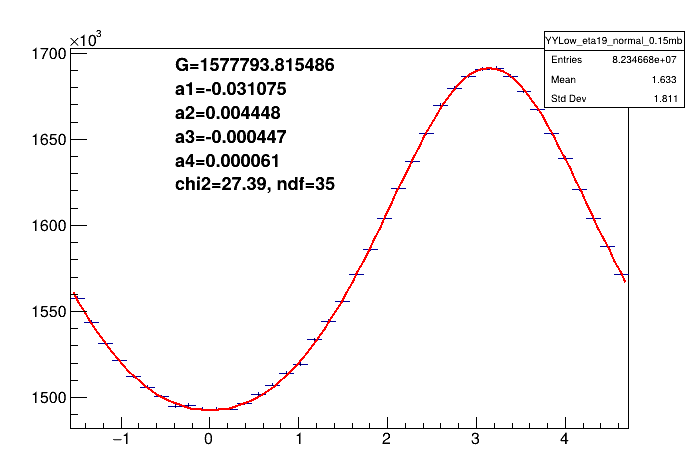 ×10³
YYLow_eta19_normal_0.15mb
Entries 8.234668e+07
Mean 1.633
Std Dev 1.811
G=1577793.815486
a1=-0.031075
a2=0.004448
a3=-0.000447
a4=0.000061
chi2=27.39, ndf=35
1700
1650
1600
1550
1500
−1 0 1 2 3 4